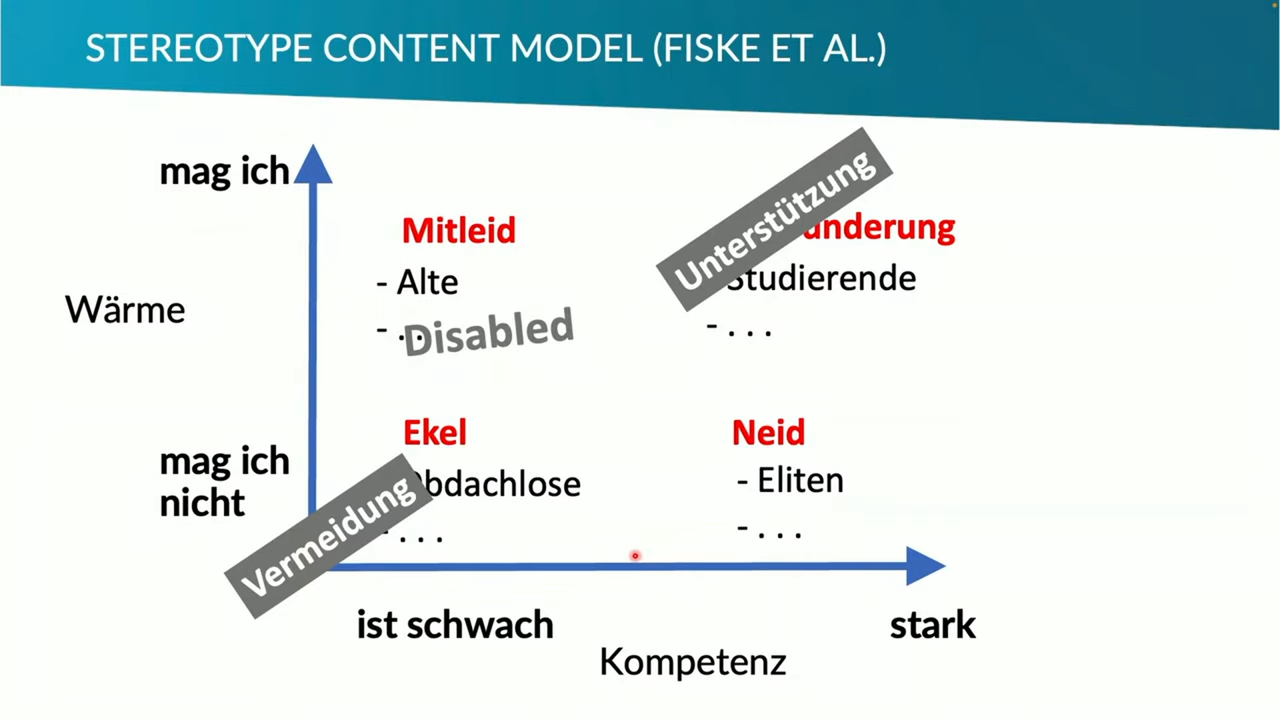 STEREOTYPE CONTENT MODEL (FISKE ET AL.)
mag ich
Wärme
mag ich
nicht
Mitleid
- Alte
- . .
Disabled
Unterstützung
underung
Studierende
- . . .
Ekel
bdachlose
- . . .
Vermeidung
Neid
- Eliten
- . . .
ist schwach
stark
Kompetenz